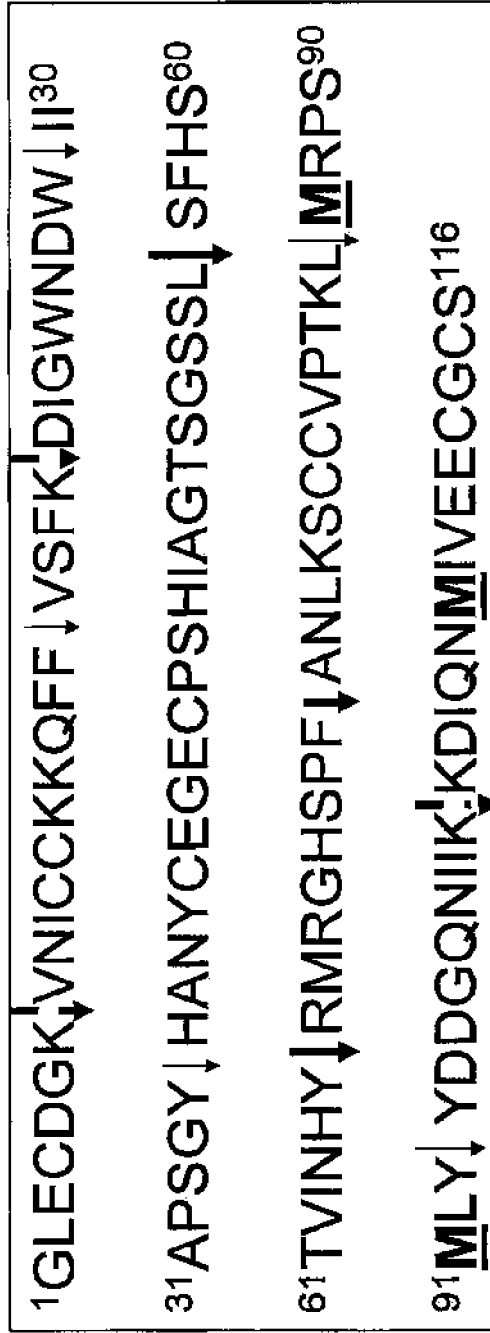 ¹GLECDGKVNICCKKQFFVSFKDIGWNDWII³⁰
³¹APSGYHANYCEGECPSHIAGTSGSSLSFHS⁶⁰
⁶¹TVINHYRMRGHSPFANLKSCCVPTKLMRPS⁹⁰
⁹¹MLYYDDGQNIIKKDIQNMIVEECGCS¹¹⁶